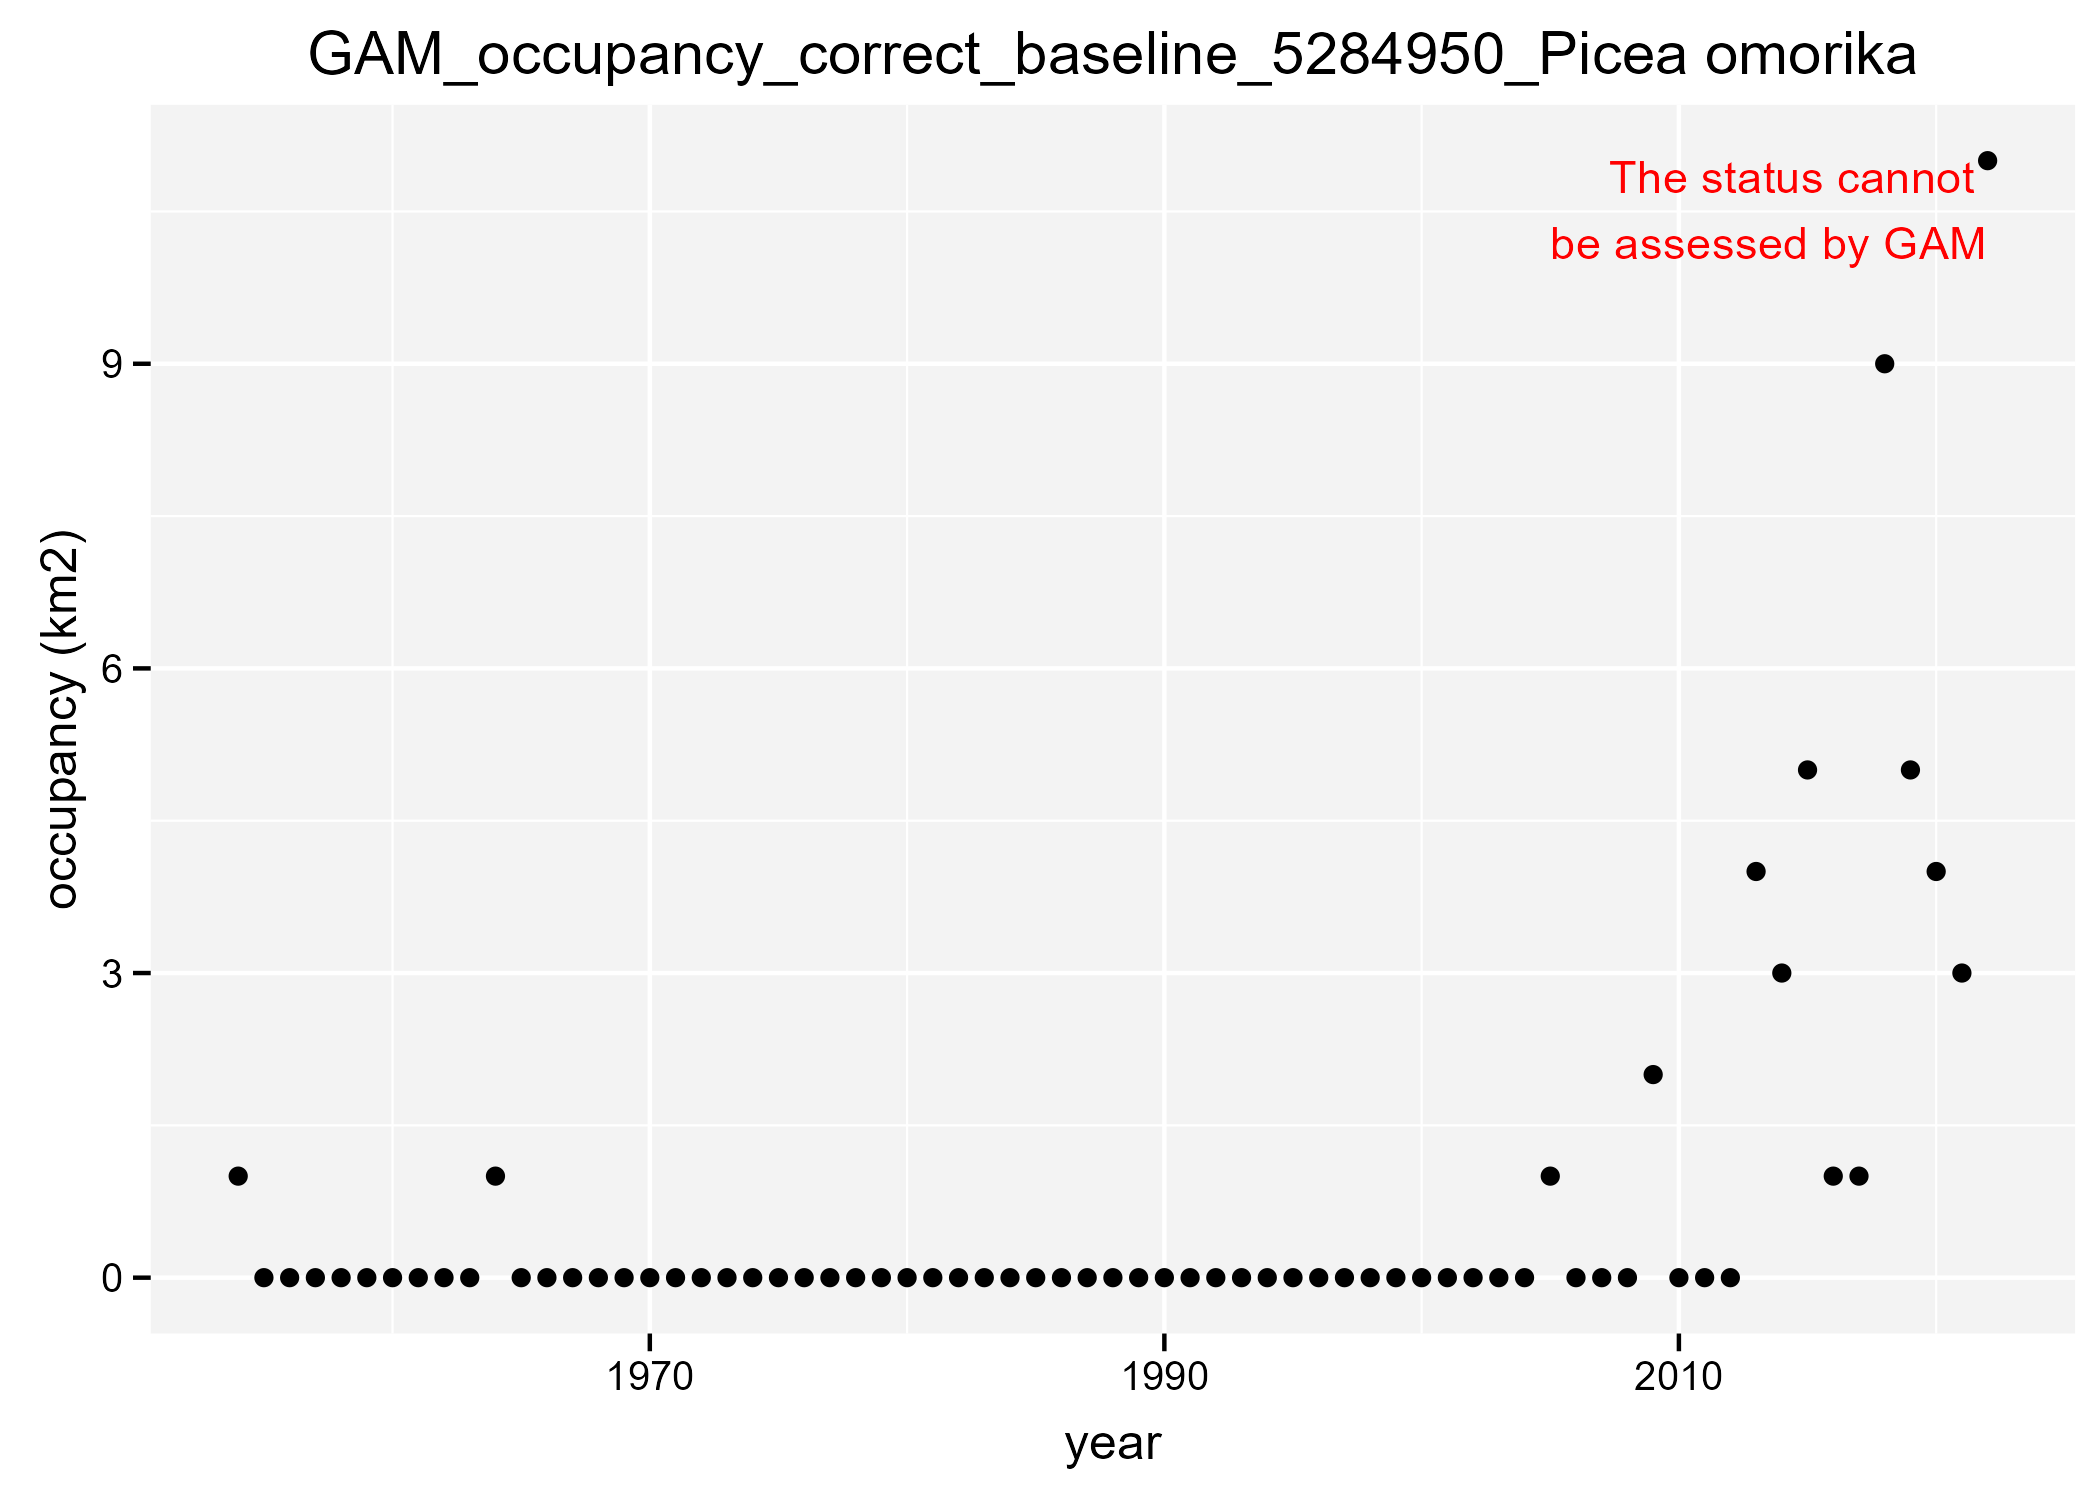 GAM_occupancy_correct_baseline_5284950_Picea omorika
The status cannot
be assessed by GAM
occupancy (km2)
9
6
3
0
1970
1990
2010
year